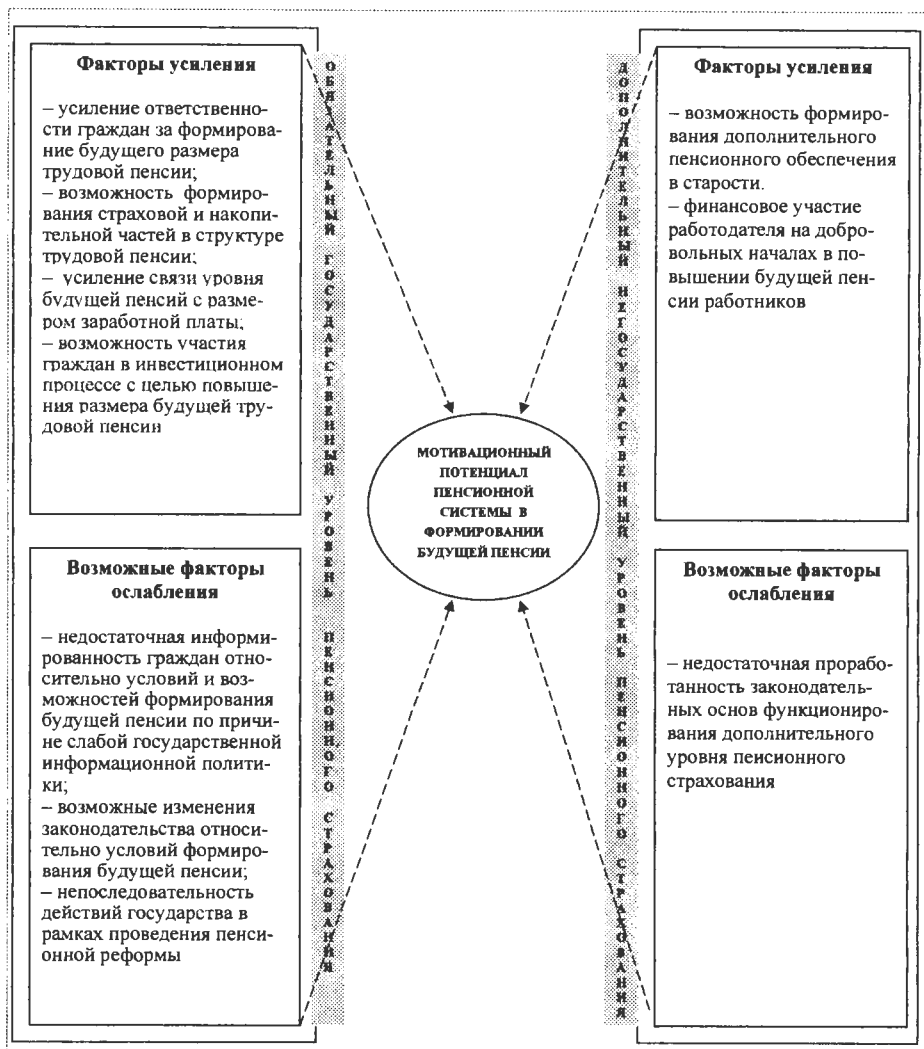 Факторы усиления
– усиление ответственно-
сти граждан за формирова-
ние будущего размера
трудовой пенсии;
– возможность формиро-
вания страховой и накопи-
тельной частей в структуре
трудовой пенсии;
– усиление связи уровня
будущей пенсий с разме-
ром заработной платы;
– возможность участия
граждан в инвестиционном
процессе с целью повыше-
ния размера будущей тру-
довой пенсии
Возможные факторы
ослабления
– недостаточная информи-
рованность граждан отно-
сительно условий и воз-
можностей формирования
будущей пенсии по причи-
не слабой государственной
информационной полити-
ки;
– возможные изменения
законодательства относи-
тельно условий формиро-
вания будущей пенсии;
– непоследовательность
действий государства в
рамках проведения пенси-
онной реформы
ОБЯЗАТЕЛЬНЫЙ ГОСУДАРСТВЕННЫЙ УРОВЕНЬ ПЕНСИОННОГО СТРАХОВАНИЯ
МОТИВАЦИОННЫЙ
ПОТЕНЦИАЛ
ПЕНСИОННОЙ
СИСТЕМЫ В
ФОРМИРОВАНИИ
БУДУЩЕЙ ПЕНСИИ
ДОПОЛНИТЕЛЬНЫЙ НЕГОСУДАРСТВЕННЫЙ УРОВЕНЬ ПЕНСИОННОГО СТРАХОВАНИЯ
Факторы усиления
– возможность формиро-
вания дополнительного
пенсионного обеспечения
в старости.
– финансовое участие
работодателя на добро-
вольных началах в по-
вышении будущей пен-
сии работников
Возможные факторы
ослабления
– недостаточная прорабо-
танность законодатель-
ных основ функциониро-
вания дополнительного
уровня пенсионного
страхования